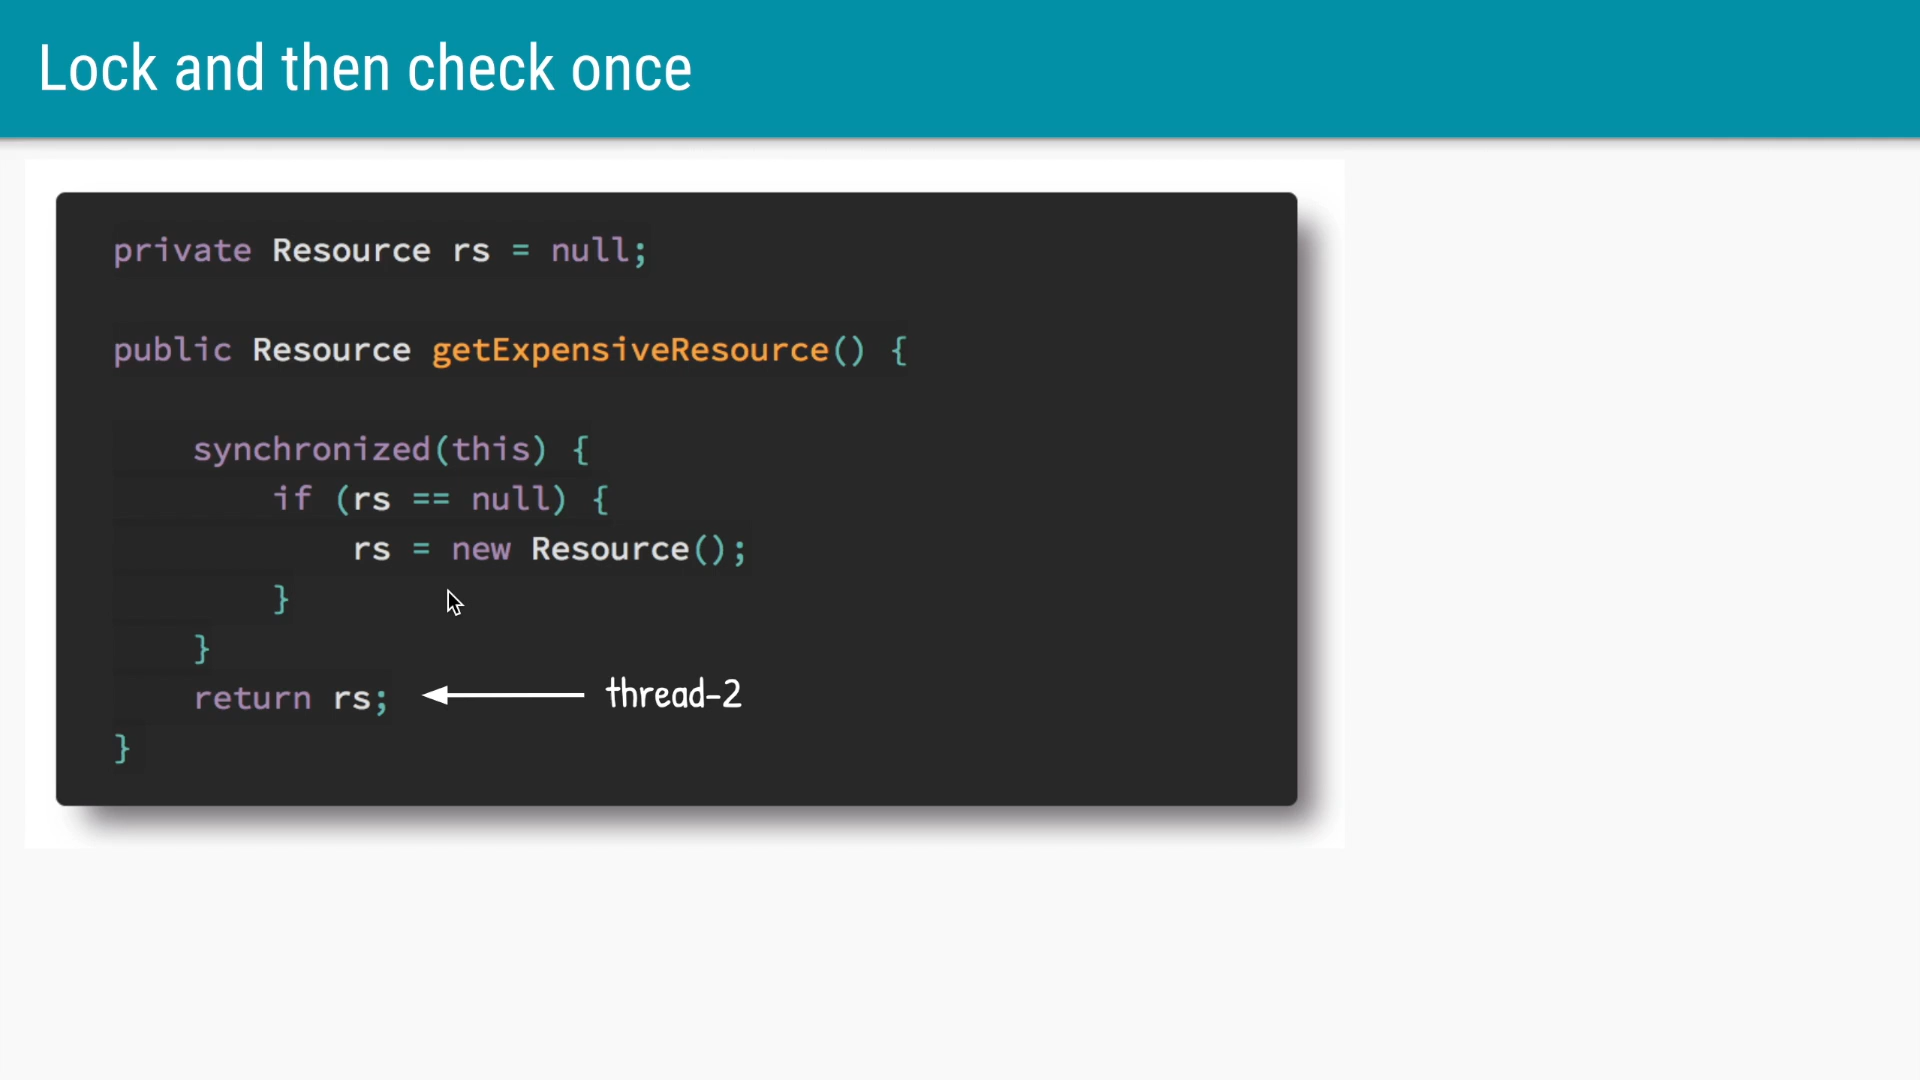 Lock and then check once
private Resource rs = null;
public Resource getExpensiveResource() {
synchronized(this) {
if (rs == null) {
rs = new Resource();
}
}
return rs; thread-2
}